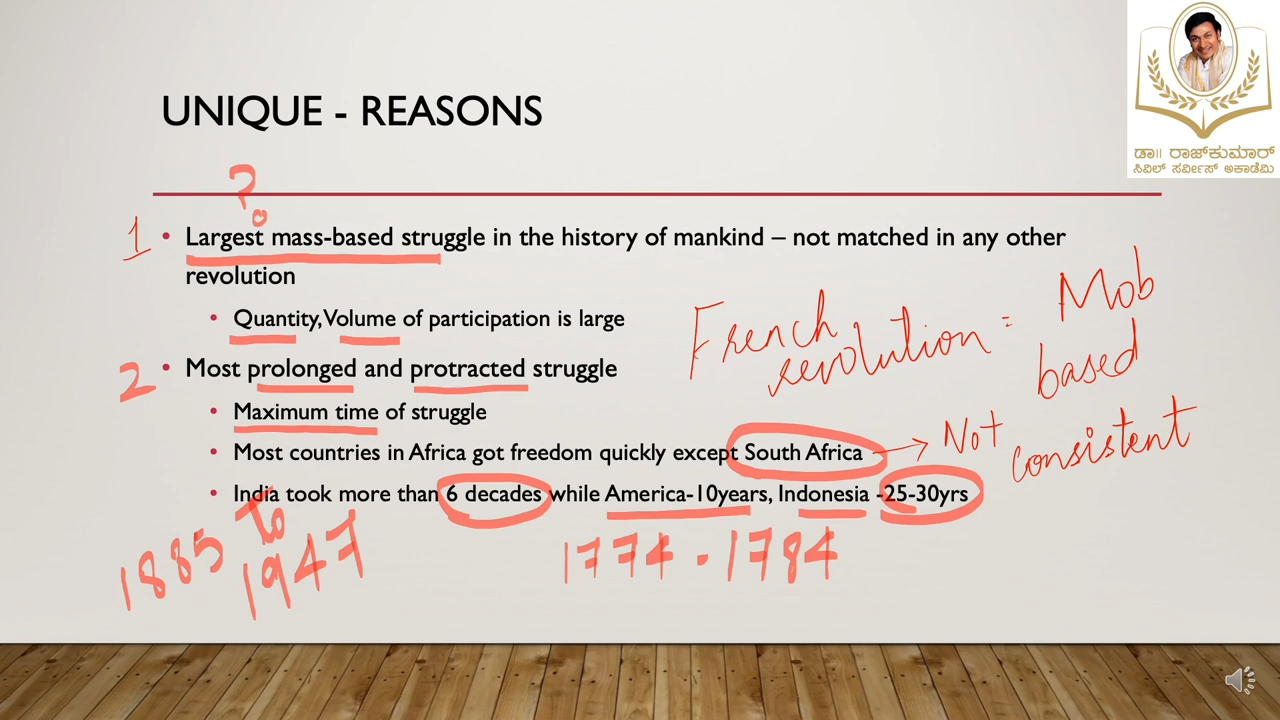 UNIQUE - REASONS
ಡಾ|| ರಾಜ್‌ಕುಮಾರ್
ಸಿವಿಲ್ ಸರ್ವೀಸ್ ಅಕಾಡೆಮಿ
?
1 • Largest mass-based struggle in the history of mankind – not matched in any other
revolution
• Quantity, Volume of participation is large
French revolution = Mob based
2 • Most prolonged and protracted struggle
• Maximum time of struggle
• Most countries in Africa got freedom quickly except South Africa → Not consistent
• India took more than 6 decades while America-10years, Indonesia -25-30yrs
1885 To 1947
1774 - 1784